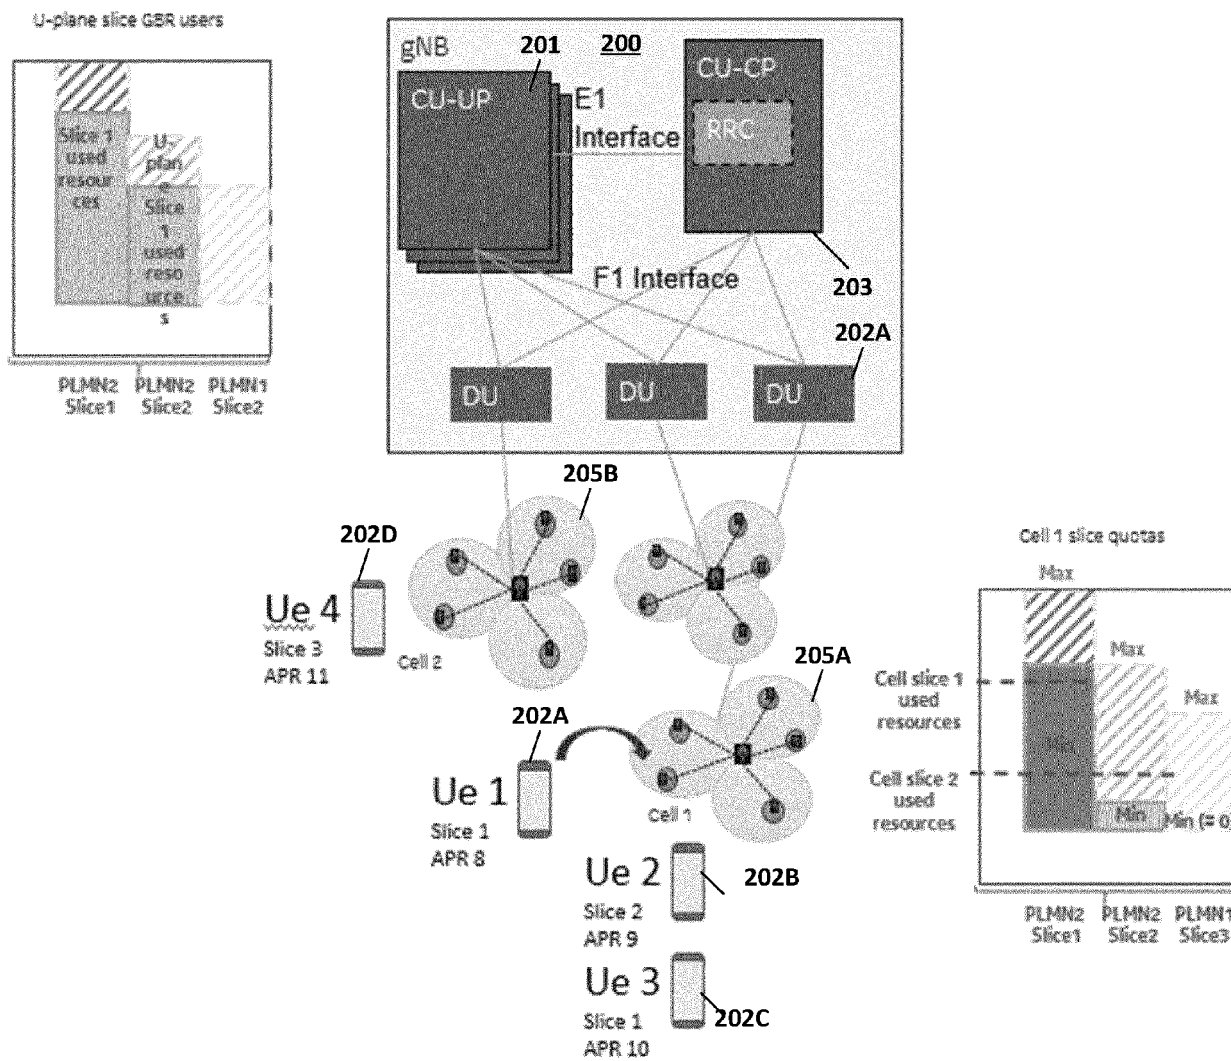 U-plane slice GBR users
Slice 1
used
resour
ces
U-
plan
e
Slice
1
used
reso
urce
s
PLMN2
Slice1
PLMN2
Slice2
PLMN1
Slice2
gNB
201
200
CU-UP
E1
Interface
CU-CP
RRC
203
F1 Interface
202A
DU
DU
DU
205B
202D
Ue 4
Slice 3
APR 11
Cell 2
205A
202A
Ue 1
Slice 1
APR 8
Cell 1
Ue 2
Slice 2
APR 9
202B
Ue 3
Slice 1
APR 10
202C
Cell 1 slice quotas
Max
Max
Max
Cell slice 1
used
resources
Cell slice 2
used
resources
Min
Min
Min (= 0)
PLMN2
Slice1
PLMN2
Slice2
PLMN1
Slice3